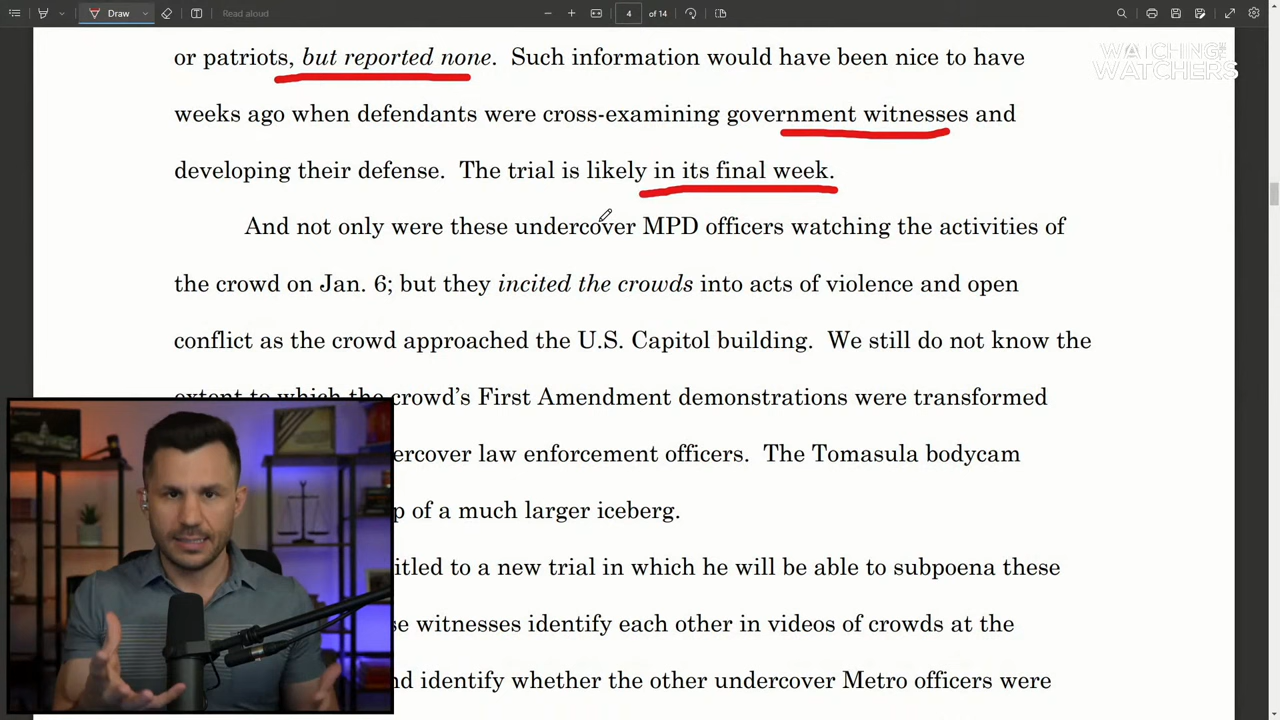 Draw
Read aloud
4 of 14
WATCHING THE
WATCHERS
or patriots, but reported none. Such information would have been nice to have
weeks ago when defendants were cross-examining government witnesses and
developing their defense. The trial is likely in its final week.
And not only were these undercover MPD officers watching the activities of
the crowd on Jan. 6; but they incited the crowds into acts of violence and open
conflict as the crowd approached the U.S. Capitol building. We still do not know the
extent to which the crowd’s First Amendment demonstrations were transformed
ercover law enforcement officers. The Tomasula bodycam
p of a much larger iceberg.
itled to a new trial in which he will be able to subpoena these
se witnesses identify each other in videos of crowds at the
nd identify whether the other undercover Metro officers were